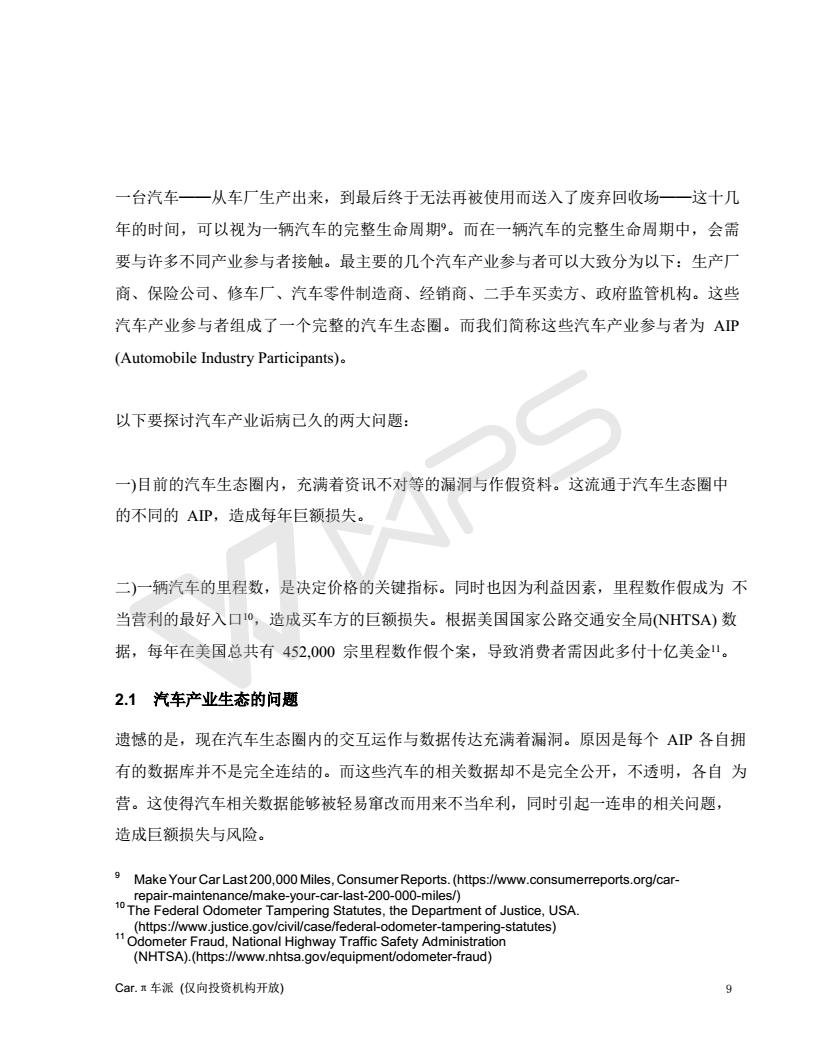 一台汽车——从车厂生产出来，到最后终于无法再被使用而送入了废弃回收场——这十几
年的时间，可以视为一辆汽车的完整生命周期9。而在一辆汽车的完整生命周期中，会需
要与许多不同产业参与者接触。最主要的几个汽车产业参与者可以大致分为以下：生产厂
商、保险公司、修车厂、汽车零件制造商、经销商、二手车买卖方、政府监管机构。这些
汽车产业参与者组成了一个完整的汽车生态圈。而我们简称这些汽车产业参与者为 AIP
(Automobile Industry Participants)。
以下要探讨汽车产业诟病已久的两大问题：
一)目前的汽车生态圈内，充满着资讯不对等的漏洞与作假资料。这流通于汽车生态圈中
的不同的 AIP，造成每年巨额损失。
二)一辆汽车的里程数，是决定价格的关键指标。同时也因为利益因素，里程数作假成为 不
当营利的最好入口10，造成买车方的巨额损失。根据美国国家公路交通安全局(NHTSA) 数
据，每年在美国总共有 452,000 宗里程数作假个案，导致消费者需因此多付十亿美金11。
2.1 汽车产业生态的问题
遗憾的是，现在汽车生态圈内的交互运作与数据传达充满着漏洞。原因是每个 AIP 各自拥
有的数据库并不是完全连结的。而这些汽车的相关数据却不是完全公开，不透明，各自 为
营。这使得汽车相关数据能够被轻易窜改而用来不当牟利，同时引起一连串的相关问题，
造成巨额损失与风险。
9 Make Your Car Last 200,000 Miles, Consumer Reports. (https://www.consumerreports.org/car-
repair-maintenance/make-your-car-last-200-000-miles/)
10 The Federal Odometer Tampering Statutes, the Department of Justice, USA.
(https://www.justice.gov/civil/case/federal-odometer-tampering-statutes)
11 Odometer Fraud, National Highway Traffic Safety Administration
(NHTSA).(https://www.nhtsa.gov/equipment/odometer-fraud)
Car. π 车派 (仅向投资机构开放) 9
WPS